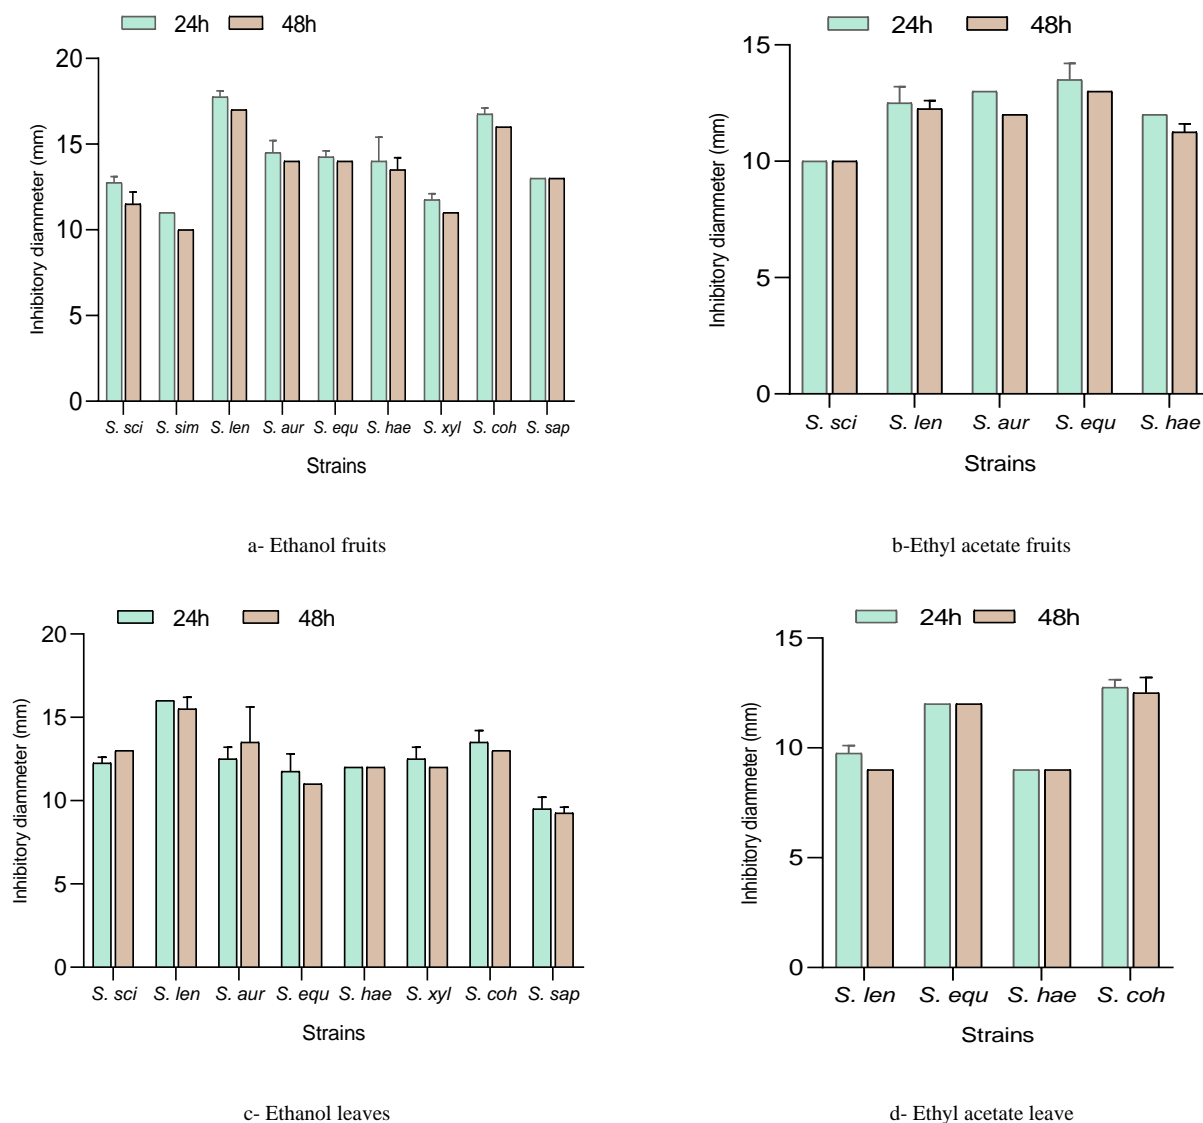 24h 48h
20
15
10
5
0
Inhibitory diammeter (mm)
S. sci S. sim S. len S. aur S. equ S. hae S. xyl S. coh S. sap
Strains
a- Ethanol fruits
24h 48h
15
10
5
0
Inhibitory diammeter (mm)
S. sci S. len S. aur S. equ S. hae
Strains
b-Ethyl acetate fruits
24h 48h
20
15
10
5
0
Inhibitory diammeter (mm)
S. sci S. len S. aur S. equ S. hae S. xyl S. coh S. sap
Strains
c- Ethanol leaves
24h 48h
15
10
5
0
Inhibitory diammeter (mm)
S. len S. equ S. hae S. coh
Strains
d- Ethyl acetate leave